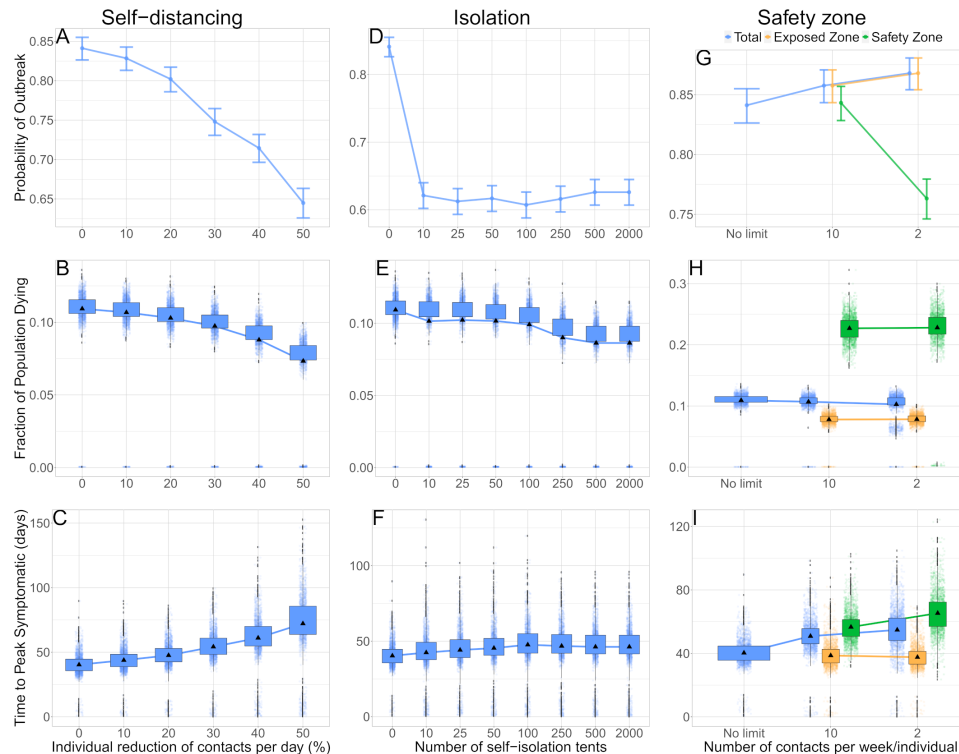 Self-distancing
Isolation
Safety zone
Total Exposed Zone Safety Zone
A
D
G
Probability of Outbreak
0.85
0.80
0.75
0.70
0.65
0 10 20 30 40 50
0.8
0.7
0.6
0 10 25 50 100 250 500 2000
0.85
0.80
0.75
No limit 10 2
B
E
H
Fraction of Population Dying
0.10
0.05
0.00
0 10 20 30 40 50
0.10
0.05
0.00
0 10 25 50 100 250 500 2000
0.3
0.2
0.1
0.0
No limit 10 2
C
F
I
Time to Peak Symptomatic (days)
150
100
50
0
0 10 20 30 40 50
Individual reduction of contacts per day (%)
100
50
0
0 10 25 50 100 250 500 2000
Number of self-isolation tents
120
80
40
0
No limit 10 2
Number of contacts per week/individual